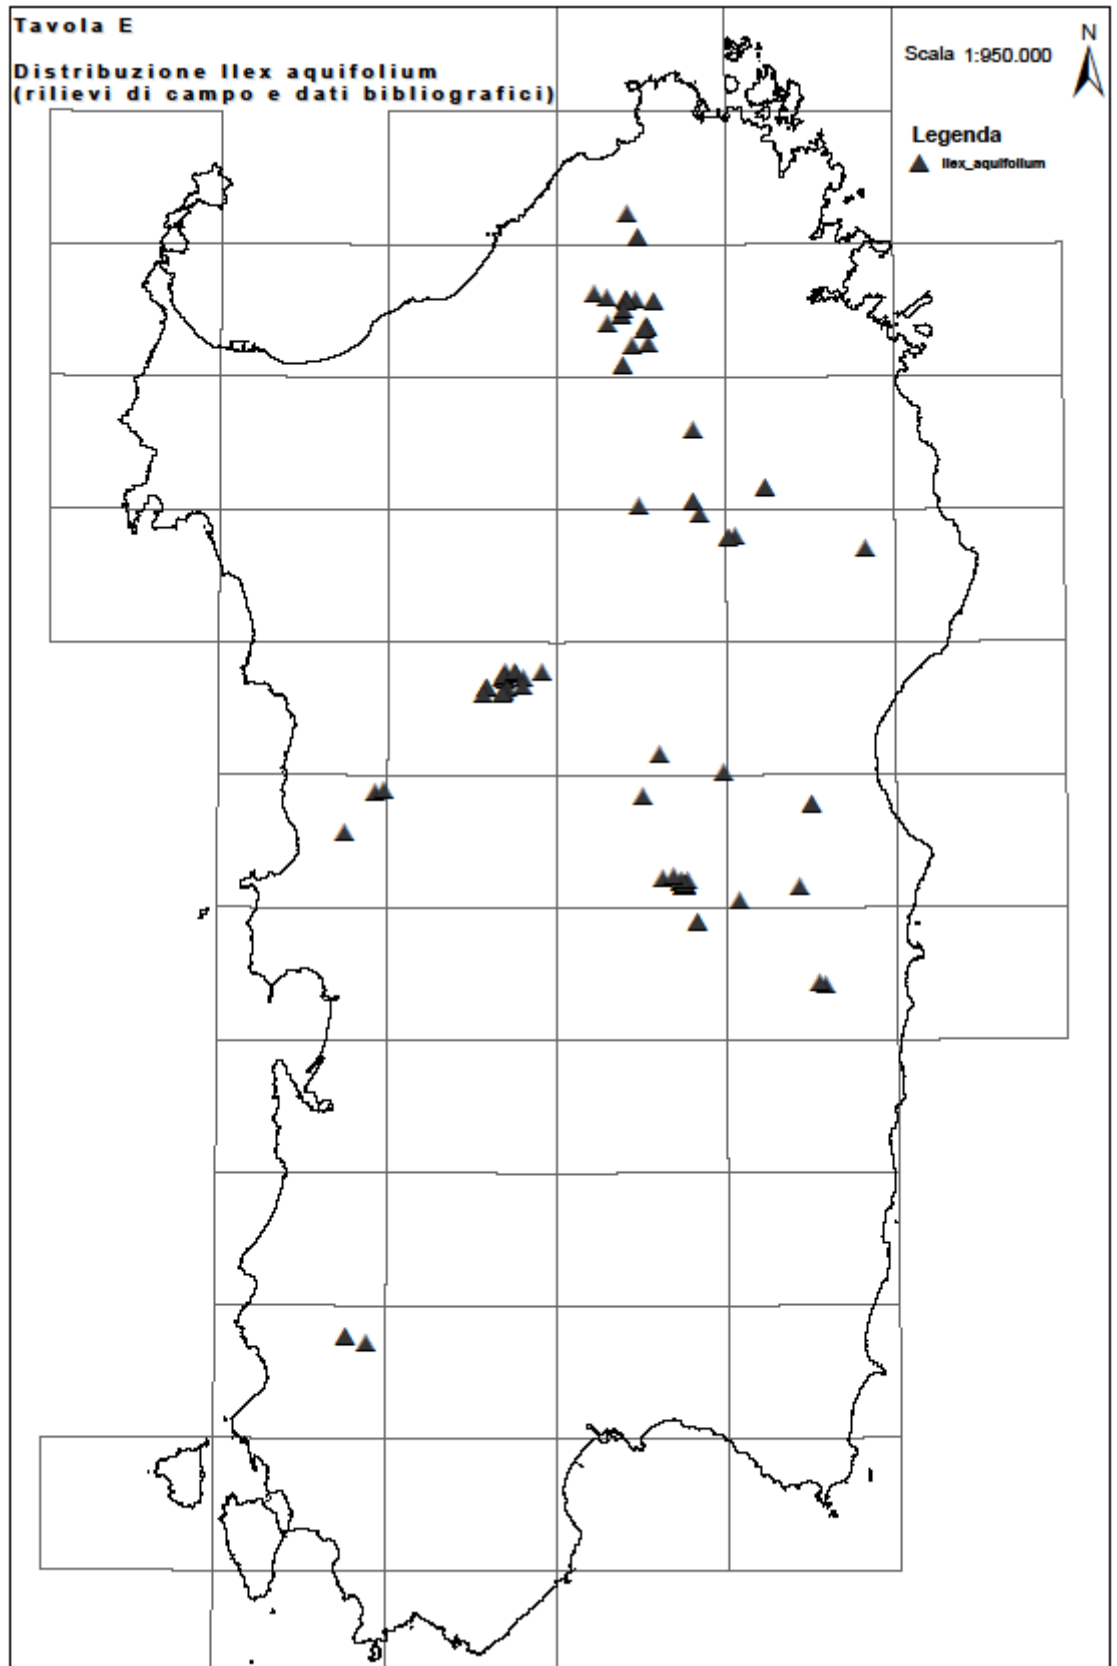 Tavola E
Distribuzione Ilex aquifolium
(rilievi di campo e dati bibliografici)
Scala 1:950.000
N
Legenda
Ilex_aquifolium